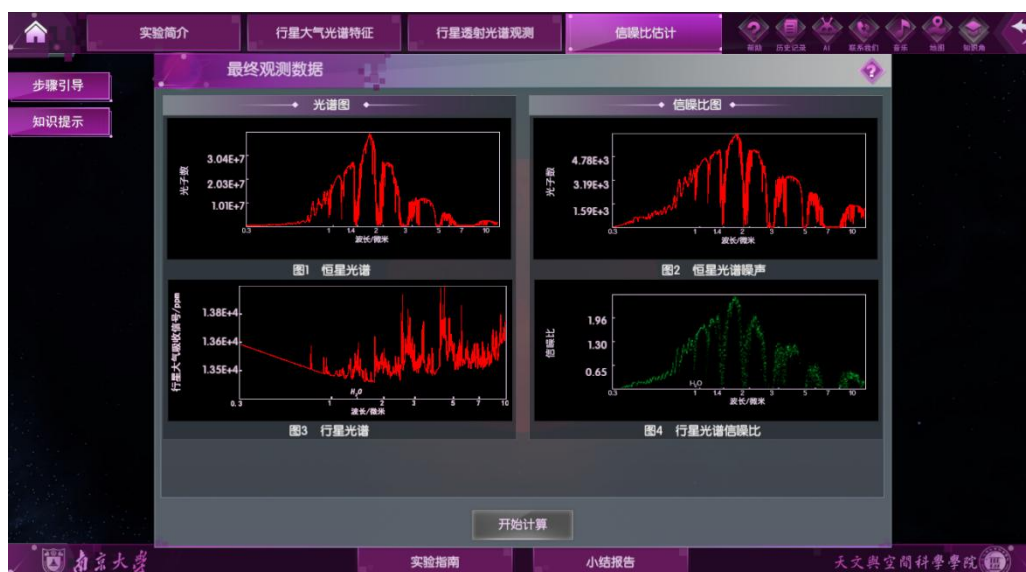 实验简介
行星大气光谱特征
行星透射光谱观测
信噪比估计
帮助
历史记录
AI
联系我们
音乐
地图
知识角
步骤引导
知识提示
最终观测数据
?
光谱图
光子数
3.04E+7
2.03E+7
1.01E+7
0.3 1 1.4 2 3 5 7 10
波长/微米
图1 恒星光谱
信噪比图
光子数
4.78E+3
3.19E+3
1.59E+3
0.3 1 1.4 2 3 5 7 10
波长/微米
图2 恒星光谱噪声
行星大气吸收信号/ppm
1.38E+4
1.36E+4
1.35E+4
H₂O
0.3 1 2 3 5 7 10
波长/微米
图3 行星光谱
信噪比
1.96
1.30
0.65
H₂O
0.3 1 1.4 2 3 5 7 10
波长/微米
图4 行星光谱信噪比
开始计算
南京大学
实验指南
小结报告
天文與空間科學學院